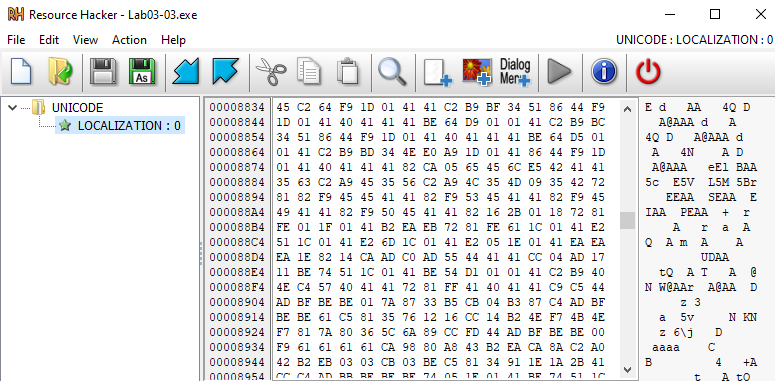 Resource Hacker - Lab03-03.exe
File Edit View Action Help UNICODE : LOCALIZATION : 0
As Dialog
Menu
UNICODE
LOCALIZATION : 0
00008834 45 C2 64 F9 1D 01 41 41 C2 B9 BF 34 51 86 44 F9 E d AA 4Q D
00008844 1D 01 41 40 41 41 41 BE 64 D9 01 01 41 C2 B9 BC A@AAA d A
00008854 34 51 86 44 F9 1D 01 41 40 41 41 41 BE 64 D5 01 4Q D A@AAA d
00008864 01 41 C2 B9 BD 34 4E E0 A9 1D 01 41 86 44 F9 1D A 4N A D
00008874 01 41 40 41 41 41 82 CA 05 65 45 6C E5 42 41 41 A@AAA eEl BAA
00008884 35 63 C2 A9 45 35 56 C2 A9 4C 35 4D 09 35 42 72 5c E5V L5M 5Br
00008894 81 82 F9 45 45 41 41 82 F9 53 45 41 41 82 F9 45 EEAA SEAA E
000088A4 49 41 41 82 F9 50 45 41 41 82 16 2B 01 18 72 81 IAA PEAA + r
000088B4 FE 01 1F 01 41 B2 EA EB 72 81 FE 61 1C 01 41 E2 A r a A
000088C4 51 1C 01 41 E2 6D 1C 01 41 E2 05 1E 01 41 EA EA Q A m A A
000088D4 EA 1E 82 14 CA AD C0 AD 55 44 41 41 CC 04 AD 17 UDAA
000088E4 11 BE 74 51 1C 01 41 BE 54 D1 01 01 41 C2 B9 40 tQ A T A @
000088F4 4E C4 57 40 41 41 72 81 FF 41 40 41 41 C9 C5 44 N W@AAr A@AA D
00008904 AD BF BE BE 01 7A 87 33 B5 CB 04 B3 87 C4 AD BF z 3
00008914 BE BE 61 C5 81 35 76 12 16 CC 14 B2 4E F7 4B 4E a 5v N KN
00008924 F7 81 7A 80 36 5C 6A 89 CC FD 44 AD BF BE BE 00 z 6\j D
00008934 F9 61 61 61 61 CA 98 80 A8 43 B2 EA CA 8A C2 A0 aaaa C
00008944 42 B2 EB 03 03 CB 03 BE C5 81 34 91 1E 1A 2B 41 B 4 +A